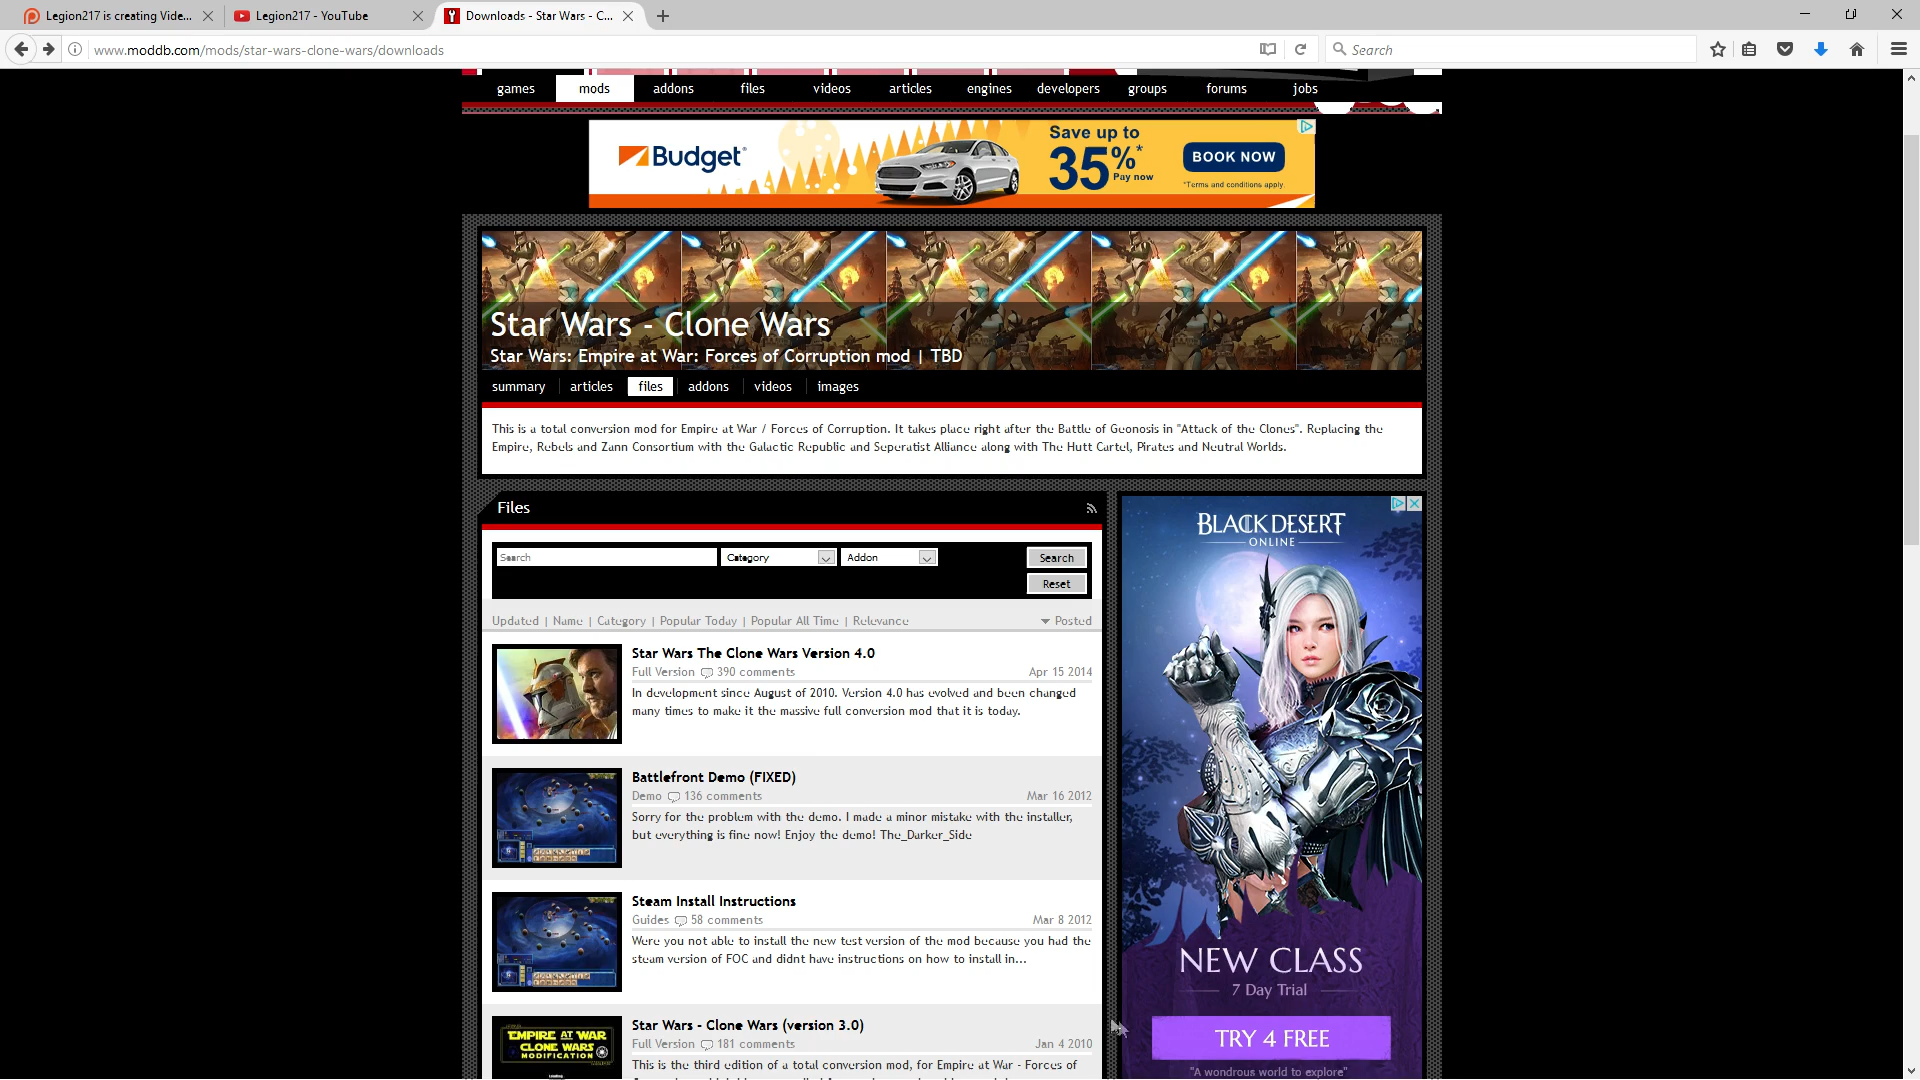 Legion217 is creating Vide...
Legion217 - YouTube
Downloads - Star Wars - C...
www.moddb.com/mods/star-wars-clone-wars/downloads
Search
games mods addons files videos articles engines developers groups forums jobs
Budget
Save up to
35%*
Pay now
BOOK NOW
*Terms and conditions apply.
Star Wars - Clone Wars
Star Wars: Empire at War: Forces of Corruption mod | TBD
summary articles files addons videos images
This is a total conversion mod for Empire at War / Forces of Corruption. It takes place right after the Battle of Geonosis in "Attack of the Clones". Replacing the
Empire, Rebels and Zann Consortium with the Galactic Republic and Seperatist Alliance along with The Hutt Cartel, Pirates and Neutral Worlds.
Files
Search Category Addon Search
Reset
Updated | Name | Category | Popular Today | Popular All Time | Relevance Posted
Star Wars The Clone Wars Version 4.0
Full Version 390 comments Apr 15 2014
In development since August of 2010. Version 4.0 has evolved and been changed
many times to make it the massive full conversion mod that it is today.
Battlefront Demo (FIXED)
Demo 136 comments Mar 16 2012
Sorry for the problem with the demo. I made a minor mistake with the installer,
but everything is fine now! Enjoy the demo! The_Darker_Side
Steam Install Instructions
Guides 58 comments Mar 8 2012
Were you not able to install the new test version of the mod because you had the
steam version of FOC and didnt have instructions on how to install in...
EMPIRE AT WAR
CLONE WARS
MODIFICATION
Star Wars - Clone Wars (version 3.0)
Full Version 181 comments Jan 4 2010
This is the third edition of a total conversion mod, for Empire at War - Forces of
BLACK DESERT
ONLINE
NEW CLASS
7 Day Trial
TRY 4 FREE
"A wondrous world to explore"